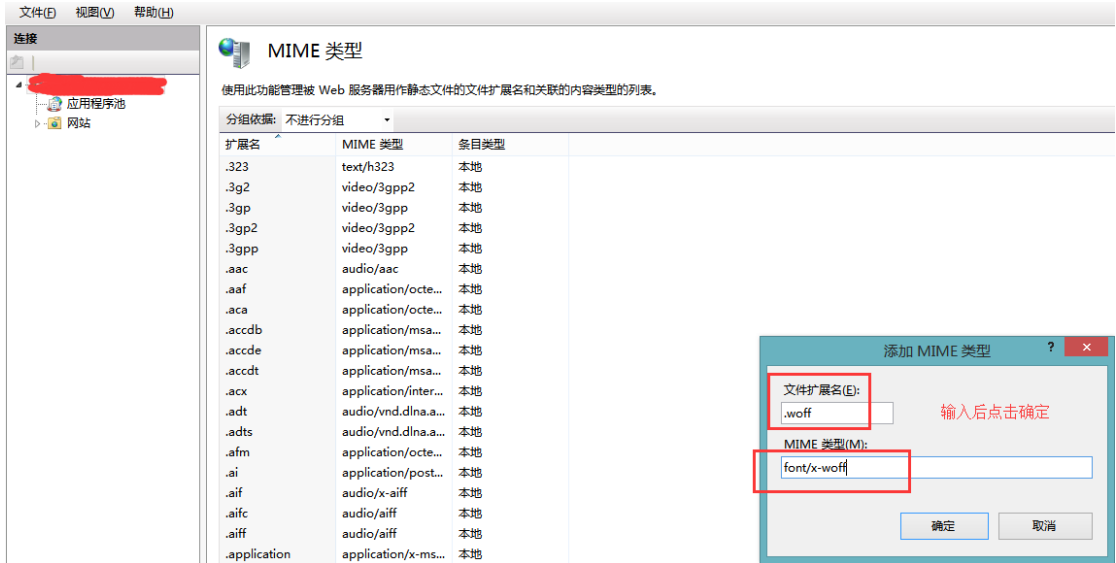 文件(F) 视图(V) 帮助(H)
连接
应用程序池
网站
MIME 类型
使用此功能管理被 Web 服务器用作静态文件的文件扩展名和关联的内容类型的列表。
分组依据: 不进行分组
扩展名 MIME 类型 条目类型
.323 text/h323 本地
.3g2 video/3gpp2 本地
.3gp video/3gpp 本地
.3gp2 video/3gpp2 本地
.3gpp video/3gpp 本地
.aac audio/aac 本地
.aaf application/octe... 本地
.aca application/octe... 本地
.accdb application/msa... 本地
.accde application/msa... 本地
.accdt application/msa... 本地
.acx application/inter... 本地
.adt audio/vnd.dlna.a... 本地
.adts audio/vnd.dlna.a... 本地
.afm application/octe... 本地
.ai application/post... 本地
.aif audio/x-aiff 本地
.aifc audio/aiff 本地
.aiff audio/aiff 本地
.application application/x-ms... 本地
添加 MIME 类型 ?
文件扩展名(E):
.woff
输入后点击确定
MIME 类型(M):
font/x-woff
确定 取消